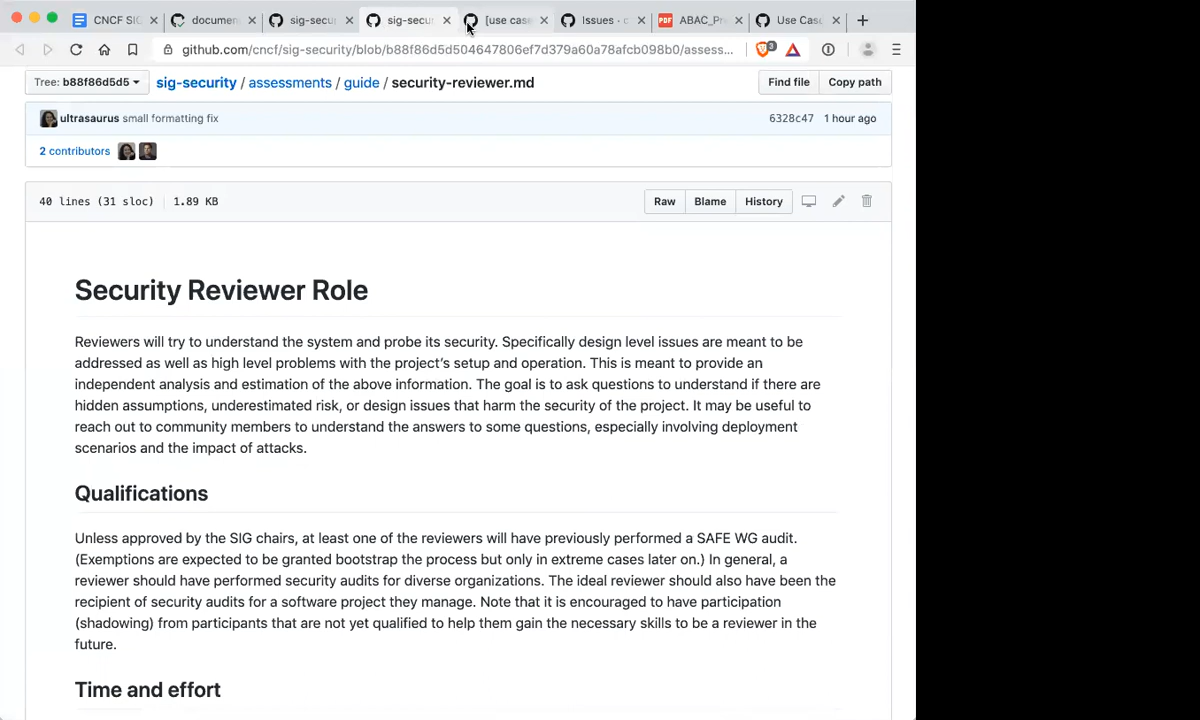 CNCF SIG
documen
sig-secu
sig-secur
[use case
Issues · c
PDF
ABAC_Pr
Use Cas
github.com/cncf/sig-security/blob/b88f86d5d504647806ef7d379a60a78afcb098b0/assess...
3
Tree: b88f86d5d5
sig-security / assessments / guide / security-reviewer.md
Find file
Copy path
ultrasaurus small formatting fix
6328c47 1 hour ago
2 contributors
40 lines (31 sloc) 1.89 KB
Raw
Blame
History
Security Reviewer Role
Reviewers will try to understand the system and probe its security. Specifically design level issues are meant to be
addressed as well as high level problems with the project's setup and operation. This is meant to provide an
independent analysis and estimation of the above information. The goal is to ask questions to understand if there are
hidden assumptions, underestimated risk, or design issues that harm the security of the project. It may be useful to
reach out to community members to understand the answers to some questions, especially involving deployment
scenarios and the impact of attacks.
Qualifications
Unless approved by the SIG chairs, at least one of the reviewers will have previously performed a SAFE WG audit.
(Exemptions are expected to be granted bootstrap the process but only in extreme cases later on.) In general, a
reviewer should have performed security audits for diverse organizations. The ideal reviewer should also have been the
recipient of security audits for a software project they manage. Note that it is encouraged to have participation
(shadowing) from participants that are not yet qualified to help them gain the necessary skills to be a reviewer in the
future.
Time and effort